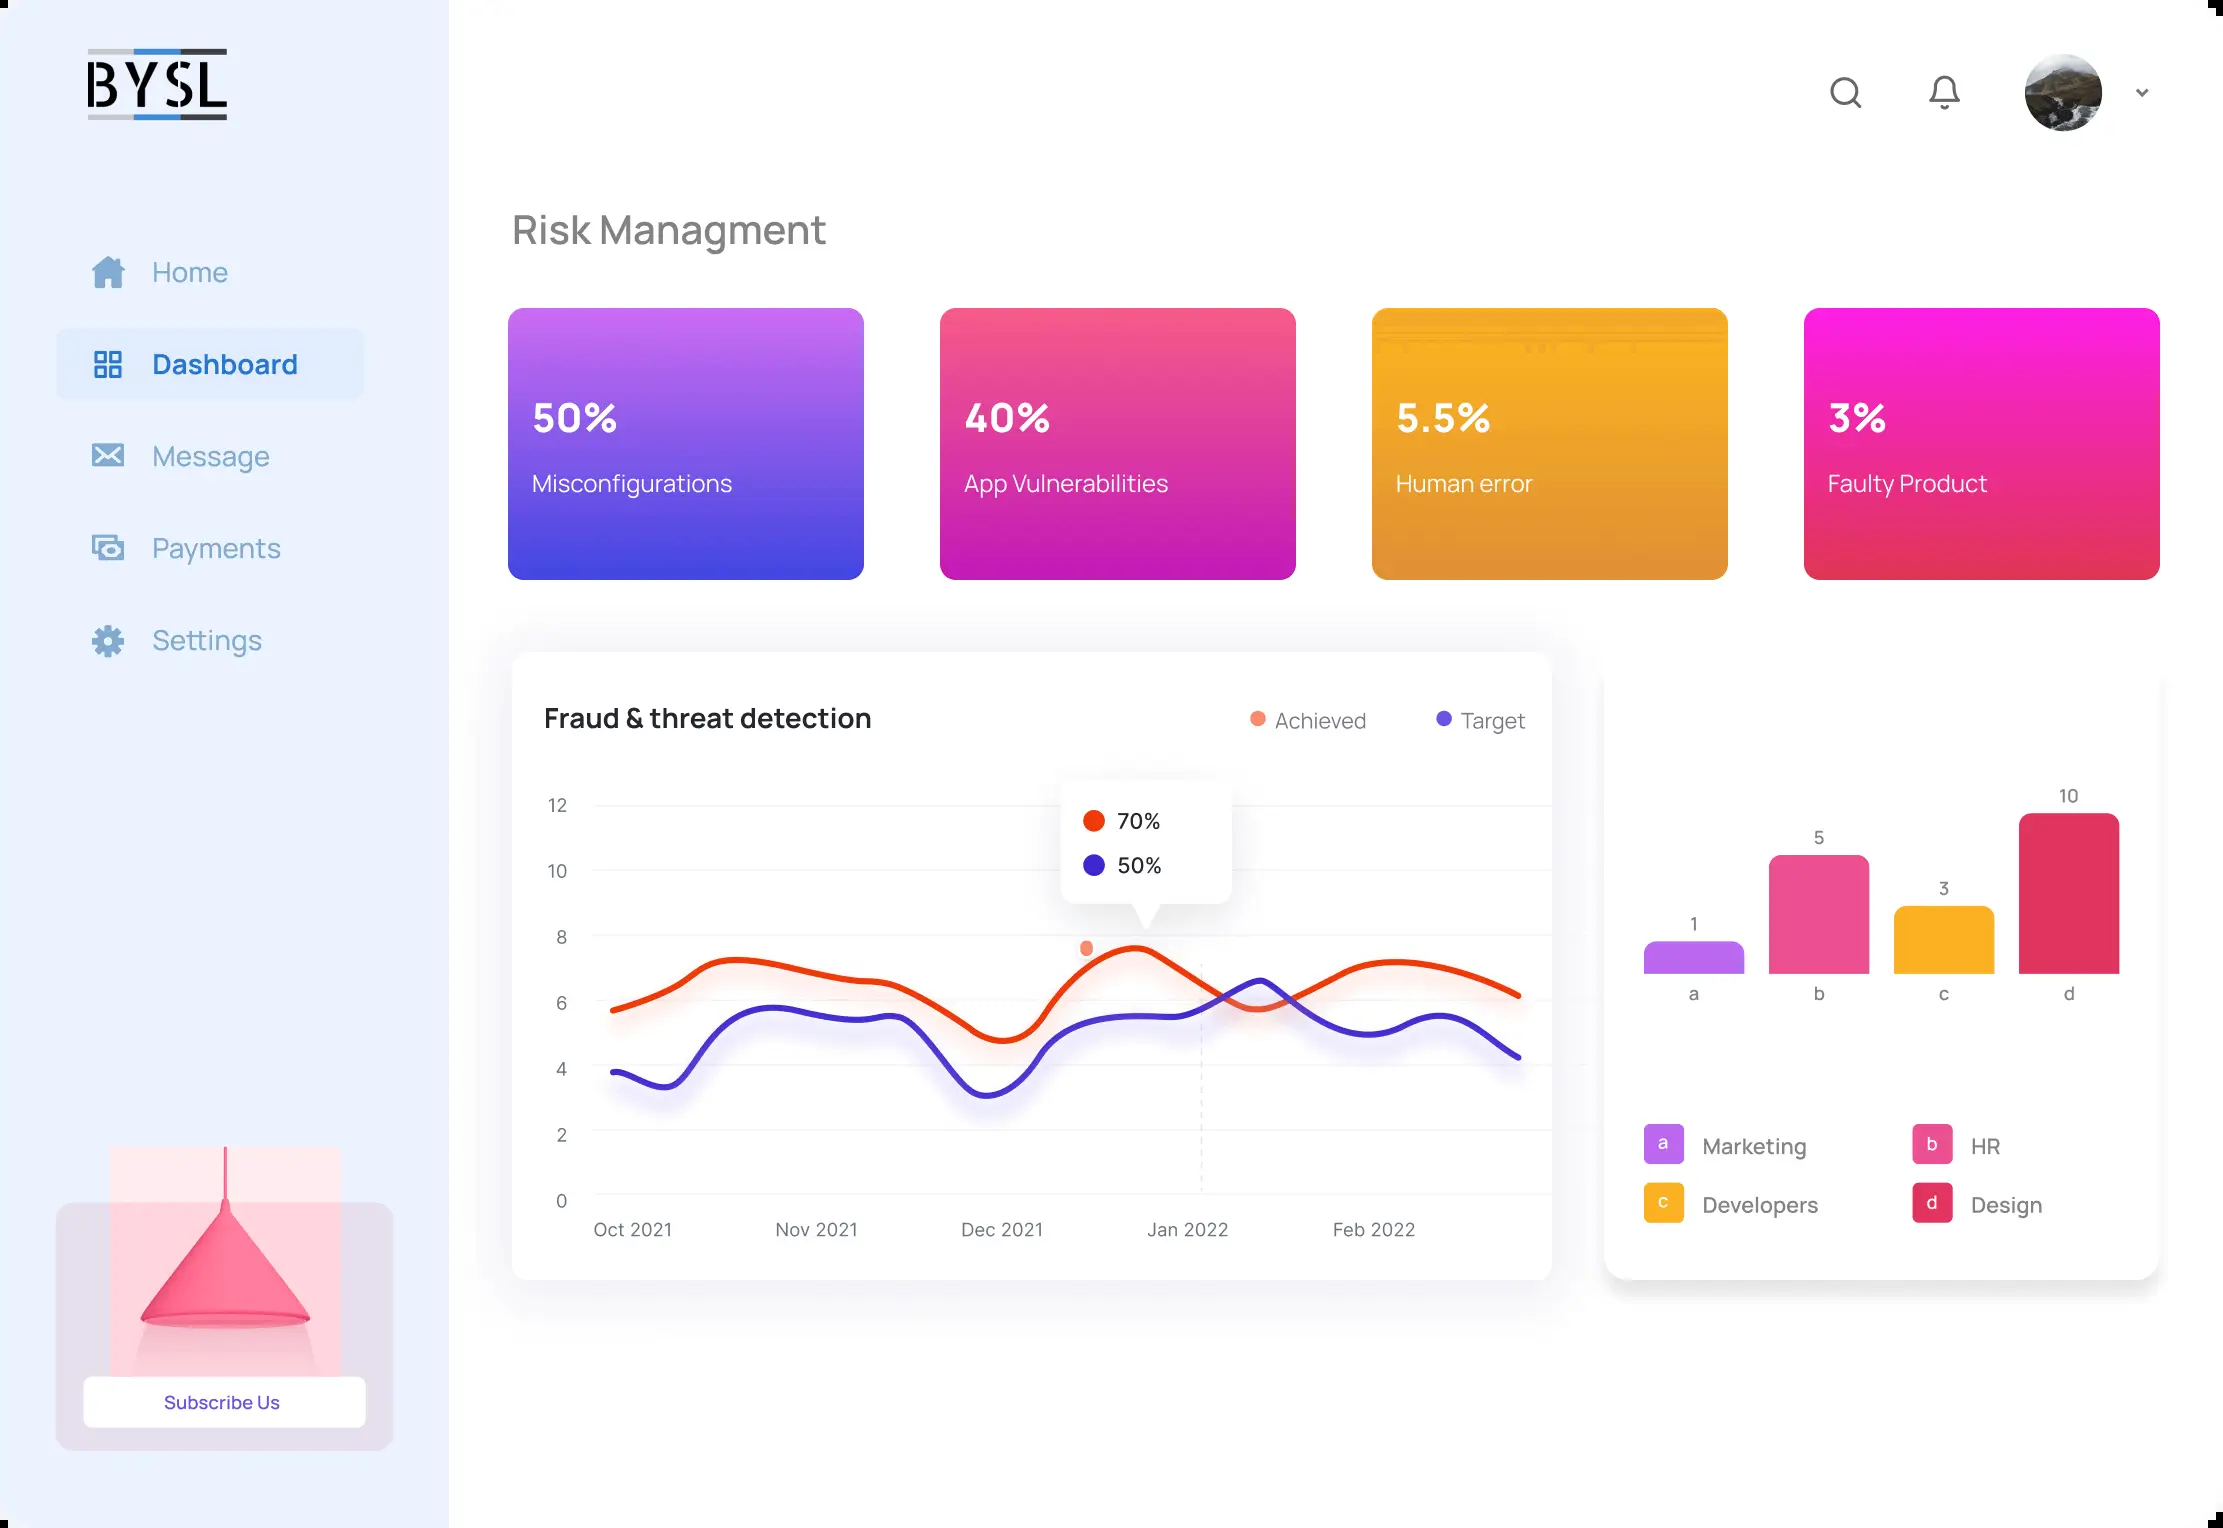 BYSL
Home
Dashboard
Message
Payments
Settings
Subscribe Us
Risk Managment
50%
Misconfigurations
40%
App Vulnerabilities
5.5%
Human error
3%
Faulty Product
Fraud & threat detection
Achieved
Target
70%
50%
12
10
8
6
4
2
0
Oct 2021
Nov 2021
Dec 2021
Jan 2022
Feb 2022
1
5
3
10
a
b
c
d
a Marketing
b HR
c Developers
d Design